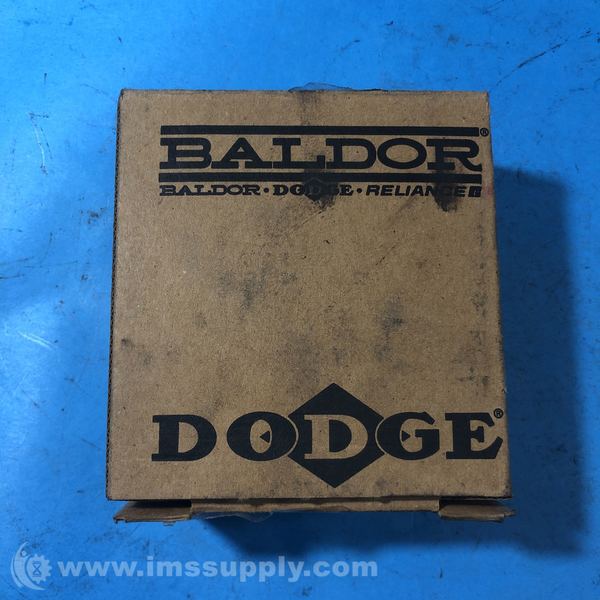 BALDOR®
BALDOR · DODGE · RELIANCE
DODGE®
www.imssupply.com